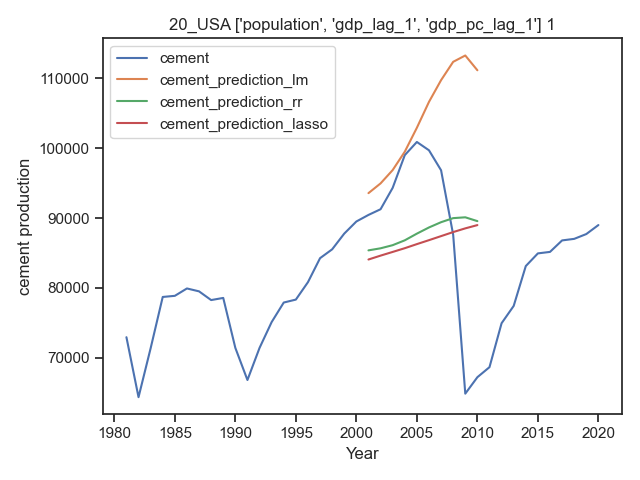 20_USA ['population', 'gdp_lag_1', 'gdp_pc_lag_1'] 1
cement
cement_prediction_lm
cement_prediction_rr
cement_prediction_lasso
110000
100000
90000
80000
70000
cement production
1980 1985 1990 1995 2000 2005 2010 2015 2020
Year